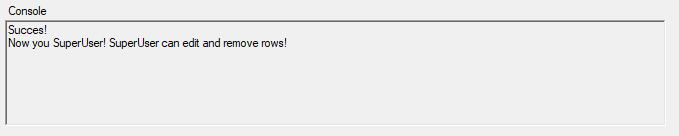 Console
Succes!
Now you SuperUser! SuperUser can edit and remove rows!